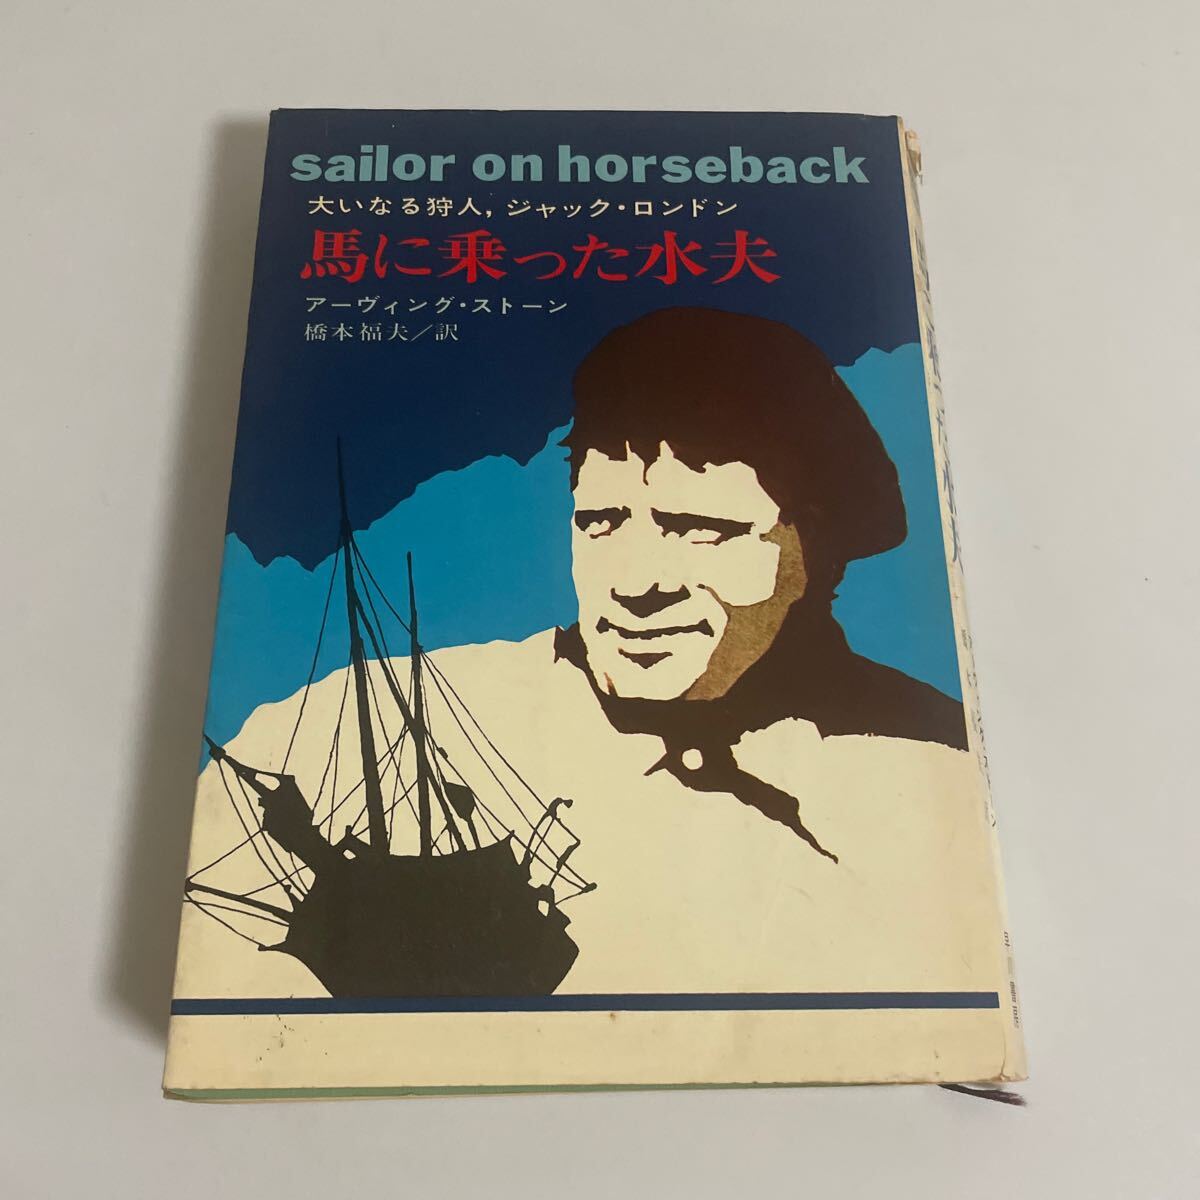 sailor on horseback
大いなる狩人,ジャック・ロンドン
馬に乗った水夫
アーヴィング・ストーン
橋本福夫/訳